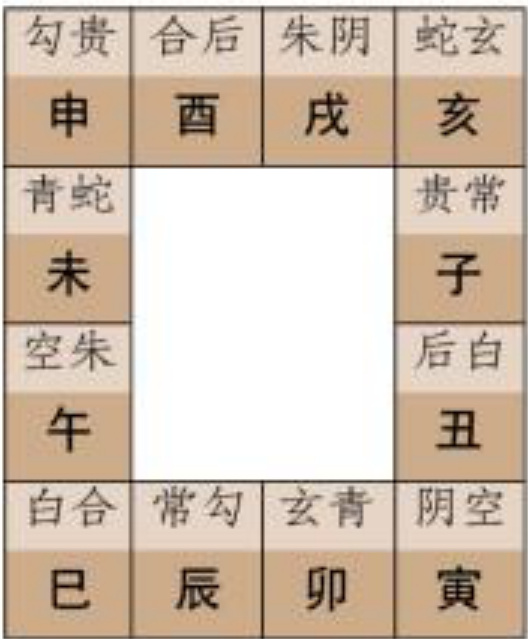 勾贵 合后 朱阴 蛇玄
申 酉 戌 亥
青蛇 贵常
未 子
空朱 后白
午 丑
白合 常勾 玄青 阴空
巳 辰 卯 寅